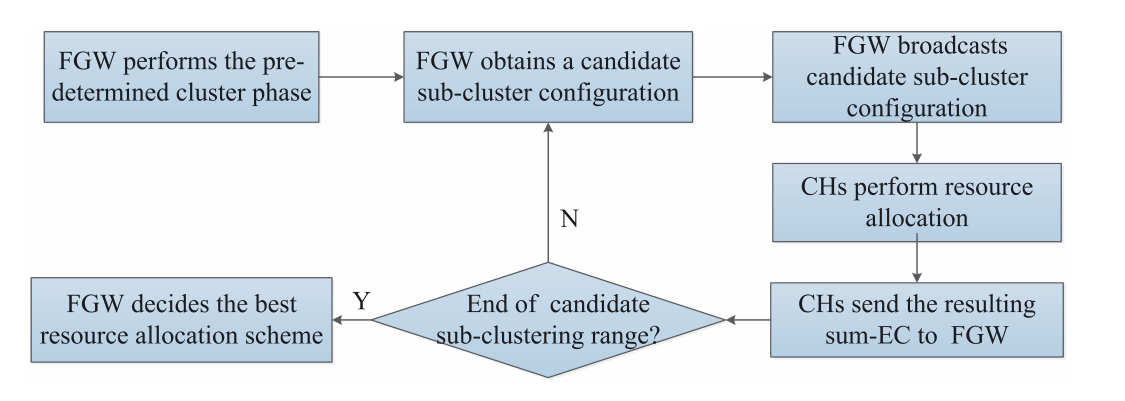 FGW performs the pre-
determined cluster phase
FGW obtains a candidate
sub-cluster configuration
FGW broadcasts
candidate sub-cluster
configuration
CHs perform resource
allocation
CHs send the resulting
sum-EC to FGW
End of candidate
sub-clustering range?
N
Y
FGW decides the best
resource allocation scheme